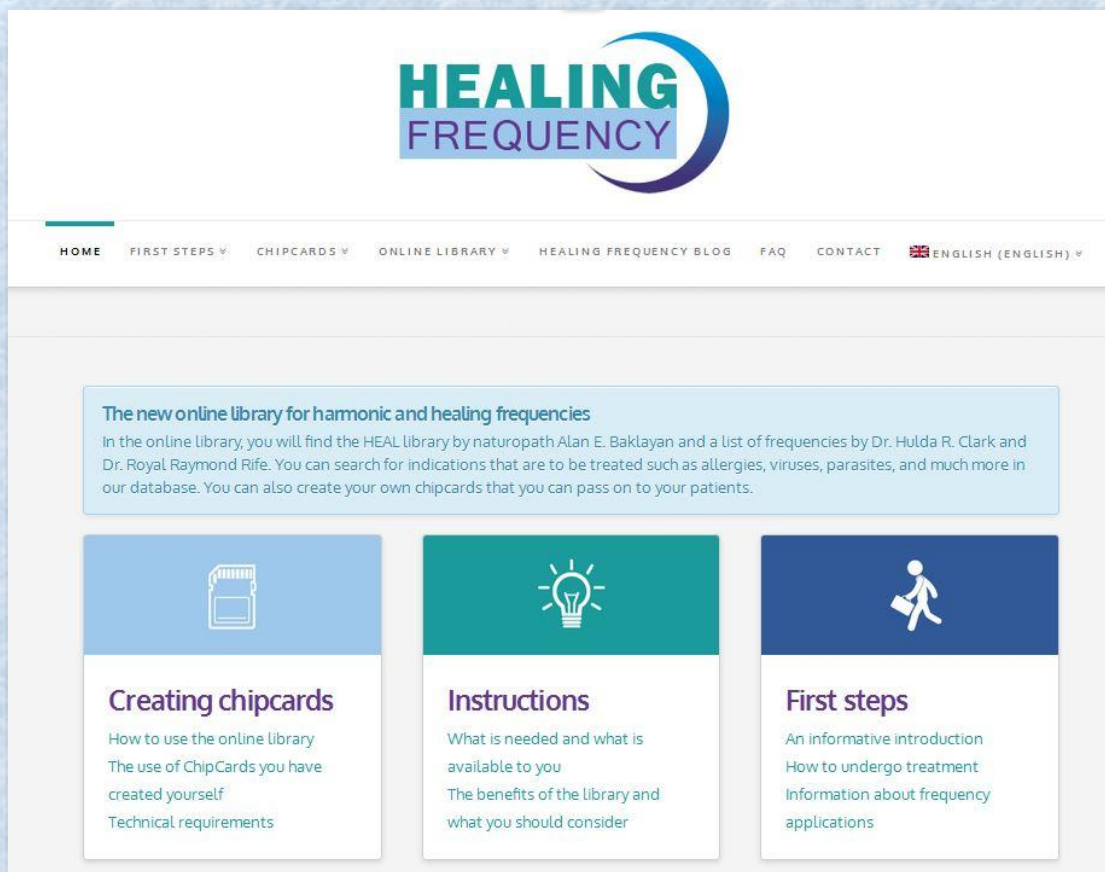 HEALING
FREQUENCY
HOME FIRST STEPS CHIPCARDS ONLINE LIBRARY HEALING FREQUENCY BLOG FAQ CONTACT ENGLISH (ENGLISH)
The new online library for harmonic and healing frequencies
In the online library, you will find the HEAL library by naturopath Alan E. Baklayan and a list of frequencies by Dr. Hulda R. Clark and
Dr. Royal Raymond Rife. You can search for indications that are to be treated such as allergies, viruses, parasites, and much more in
our database. You can also create your own chipcards that you can pass on to your patients.
Creating chipcards
How to use the online library
The use of ChipCards you have
created yourself
Technical requirements
Instructions
What is needed and what is
available to you
The benefits of the library and
what you should consider
First steps
An informative introduction
How to undergo treatment
Information about frequency
applications